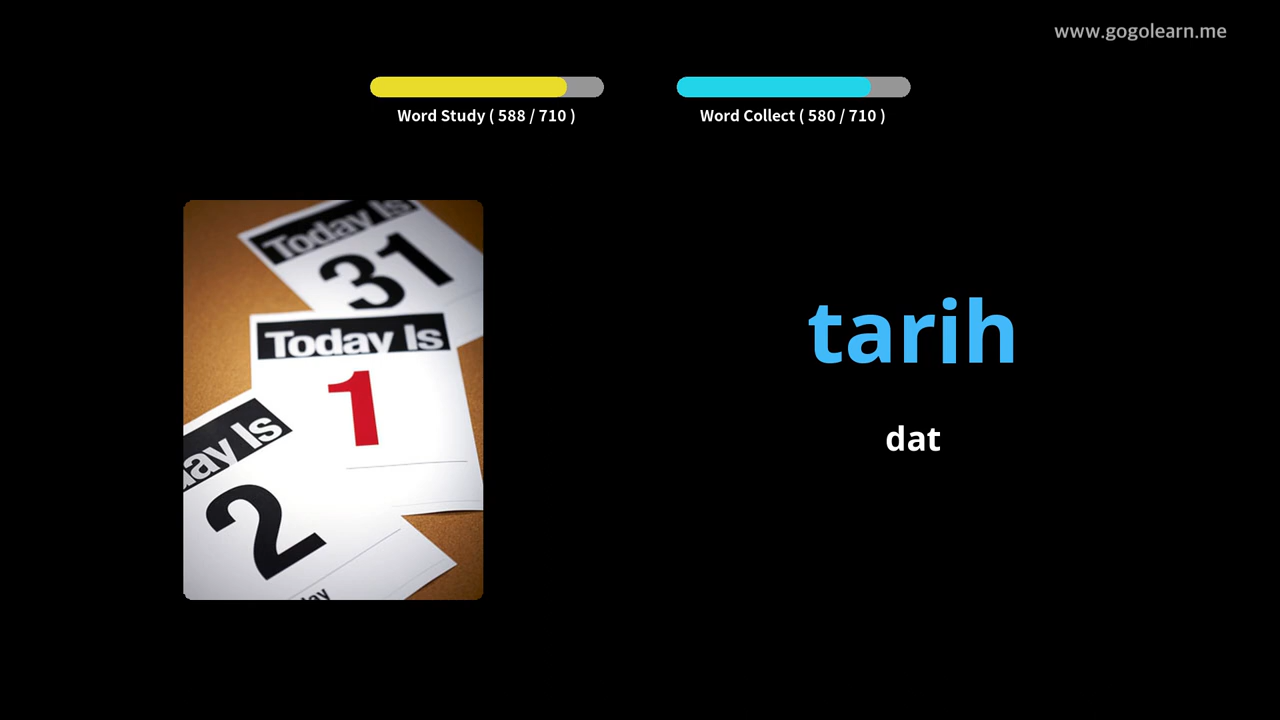 www.gogolearn.me
Word Study ( 588 / 710 )
Word Collect ( 580 / 710 )
Today Is
31
Today Is
1
ay Is
2
tarih
dat